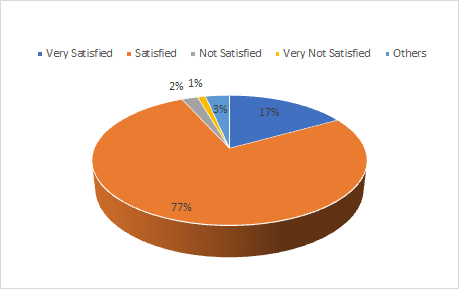 Very Satisfied Satisfied Not Satisfied Very Not Satisfied Others
2% 1%
3% 17%
77%